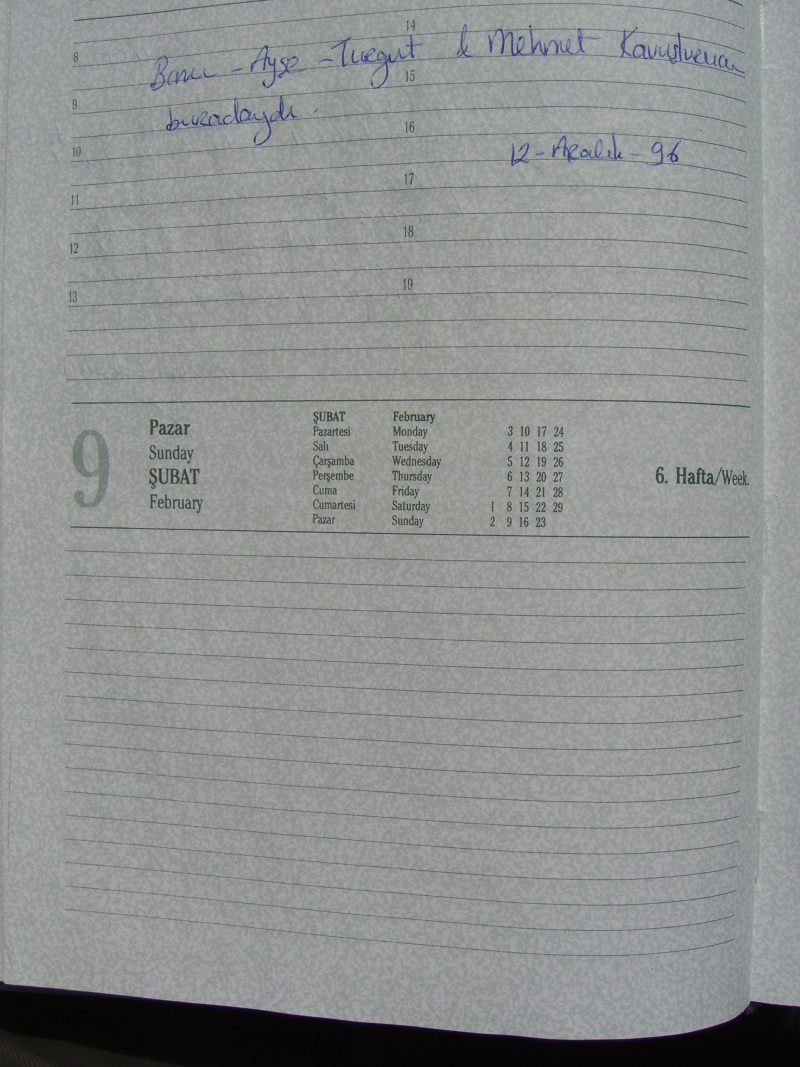 14
8
Banu - Ayşe - Turgut & Mehmet Kavusturan
15
9
buradaydı.
16
10
12 - Aralık - 96
17
11
18
12
19
13
9
Pazar
Sunday
ŞUBAT
February
ŞUBAT February
Pazartesi Monday 3 10 17 24
Salı Tuesday 4 11 18 25
Çarşamba Wednesday 5 12 19 26
Perşembe Thursday 6 13 20 27
Cuma Friday 7 14 21 28
Cumartesi Saturday 1 8 15 22 29
Pazar Sunday 2 9 16 23
6. Hafta/Week.